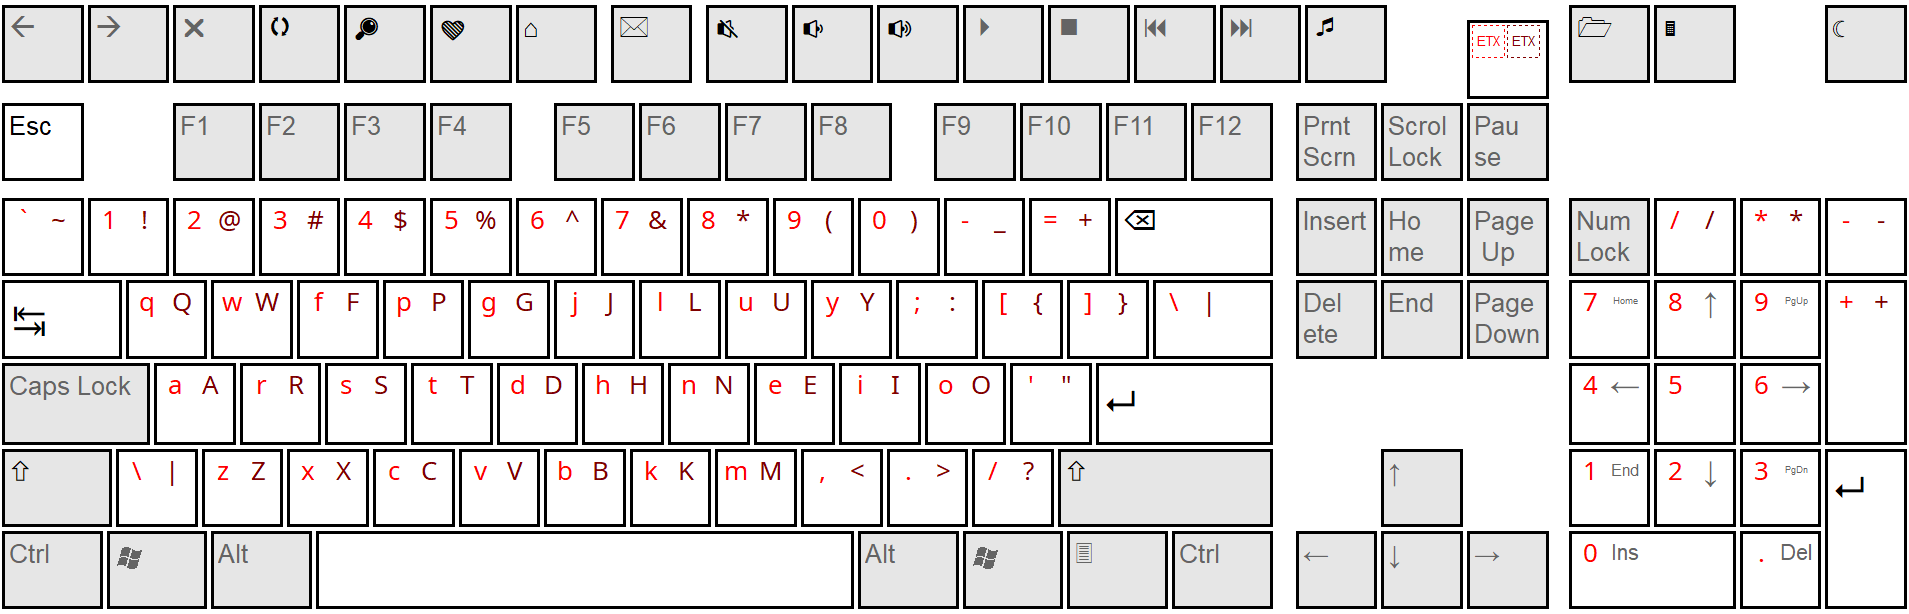 ← → ✕ ⌂ ✉ ▶ ■ ⏮ ⏭ ♫ ETX ETX ☾
Esc F1 F2 F3 F4 F5 F6 F7 F8 F9 F10 F11 F12 Prnt Scrn Scrol Lock Pau se
` ~ 1 ! 2 @ 3 # 4 $ 5 % 6 ^ 7 & 8 * 9 ( 0 ) - _ = + ⌫ Insert Ho me Page Up Num Lock / / * * - -
↹ q Q w W f F p P g G j J l L u U y Y ; : [ { ] } \ | Del ete End Page Down 7 Home 8 ↑ 9 PgUp + +
Caps Lock a A r R s S t T d D h H n N e E i I o O ' " ↵ 4 ← 5 6 →
⇧ \ | z Z x X c C v V b B k K m M , < . > / ? ⇧ ↑ 1 End 2 ↓ 3 PgDn ↵
Ctrl Alt Alt Ctrl ← ↓ → 0 Ins . Del